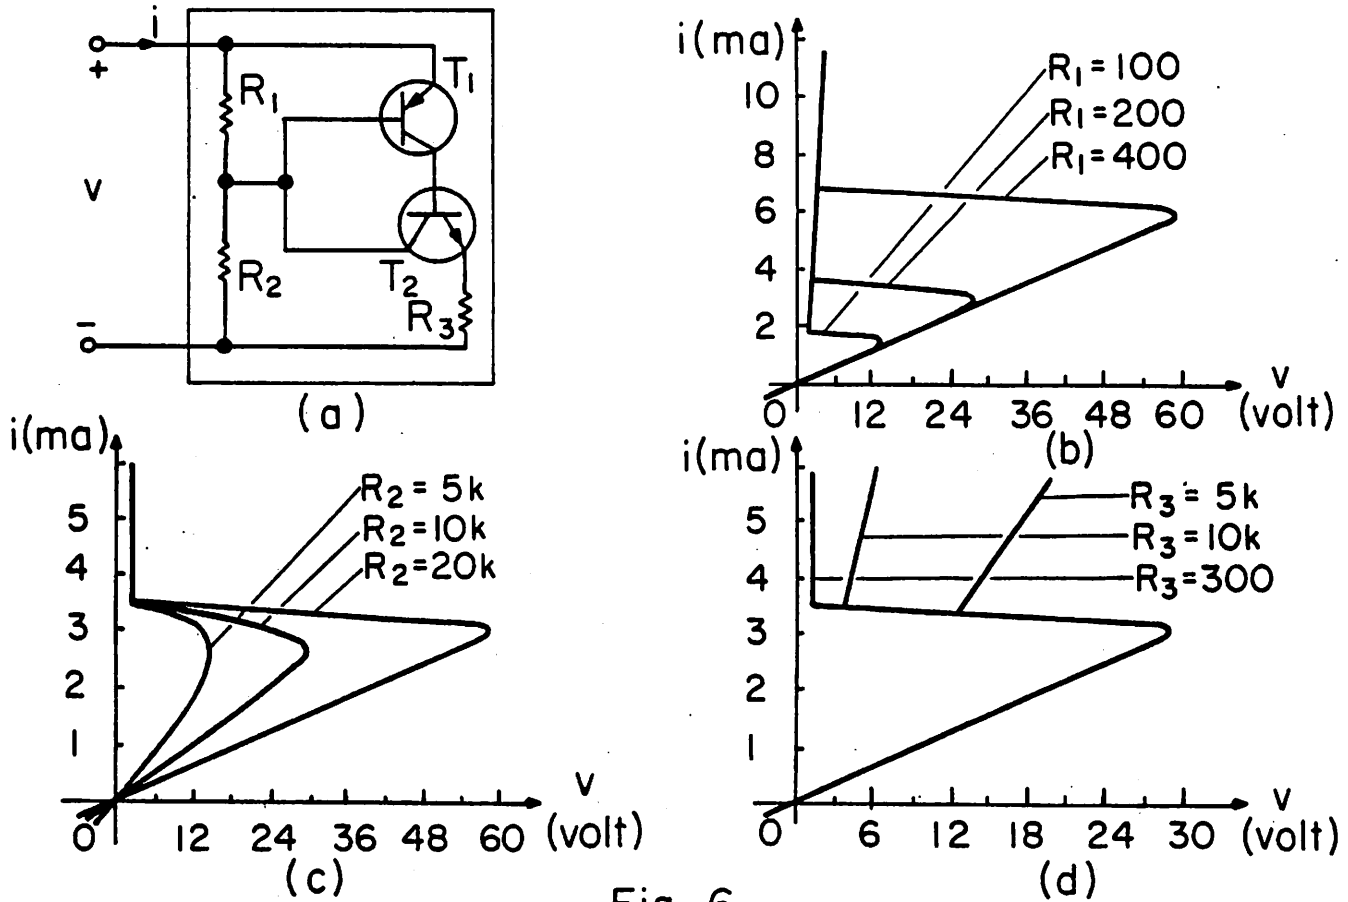 i
+
R1
T1
v
R2
T2
R3
−
(a)
i(ma)
10
8
6
4
2
R1=100
R1=200
R1=400
0 12 24 36 48 60
v
(volt)
(b)
i(ma)
5
4
3
2
1
R2=5k
R2=10k
R2=20k
0 12 24 36 48 60
v
(volt)
(c)
i(ma)
5
4
3
2
1
R3=5k
R3=10k
R3=300
0 6 12 18 24 30
v
(volt)
(d)
Fig. 6